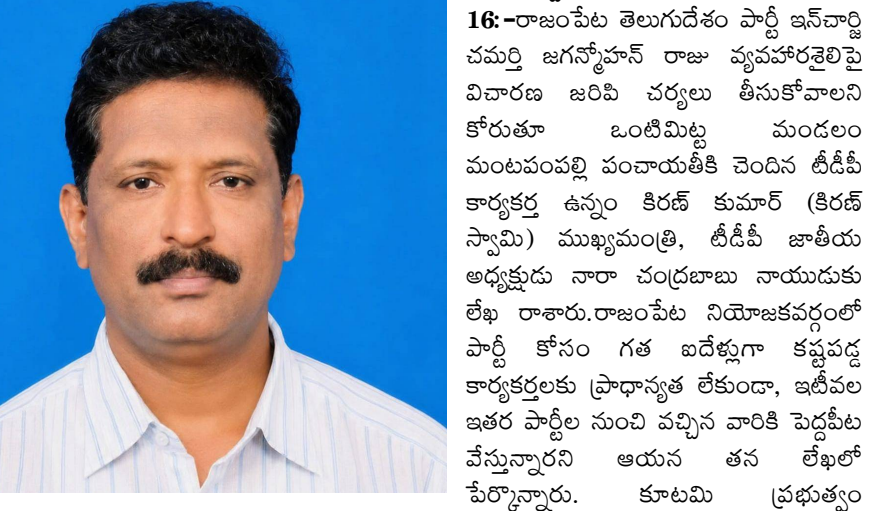 16:-రాజంపేట తెలుగుదేశం పార్టీ ఇన్‌చార్జి
చమర్తి జగన్మోహన్ రాజు వ్యవహారశైలిపై
విచారణ జరిపి చర్యలు తీసుకోవాలని
కోరుతూ ఒంటిమిట్ట మండలం
మంటపంపల్లి పంచాయతీకి చెందిన టీడీపీ
కార్యకర్త ఉన్నం కిరణ్ కుమార్ (కిరణ్
స్వామి) ముఖ్యమంత్రి, టీడీపీ జాతీయ
అధ్యక్షుడు నారా చంద్రబాబు నాయుడుకు
లేఖ రాశారు.రాజంపేట నియోజకవర్గంలో
పార్టీ కోసం గత ఐదేళ్లుగా కష్టపడ్డ
కార్యకర్తలకు ప్రాధాన్యత లేకుండా, ఇటీవల
ఇతర పార్టీల నుంచి వచ్చిన వారికి పెద్దపీట
వేస్తున్నారని ఆయన తన లేఖలో
పేర్కొన్నారు. కూటమి ప్రభుత్వం